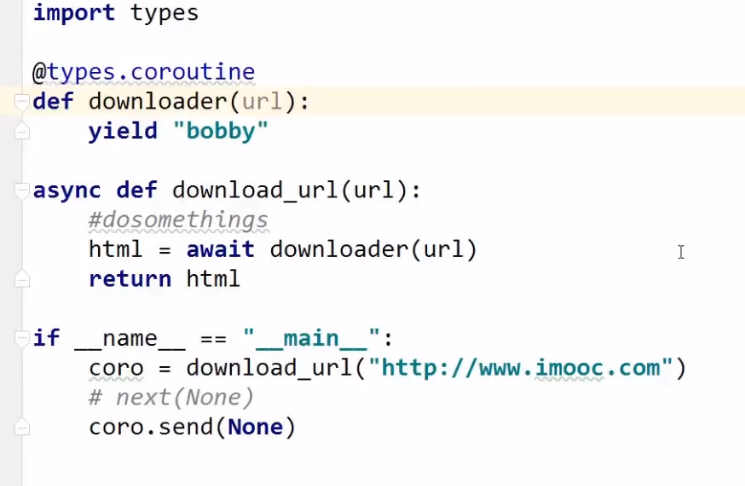 import types
@types.coroutine
def downloader(url):
yield "bobby"
async def download_url(url):
#dosomethings
html = await downloader(url)
return html
if __name__ == "__main__":
coro = download_url("http://www.imooc.com")
# next(None)
coro.send(None)